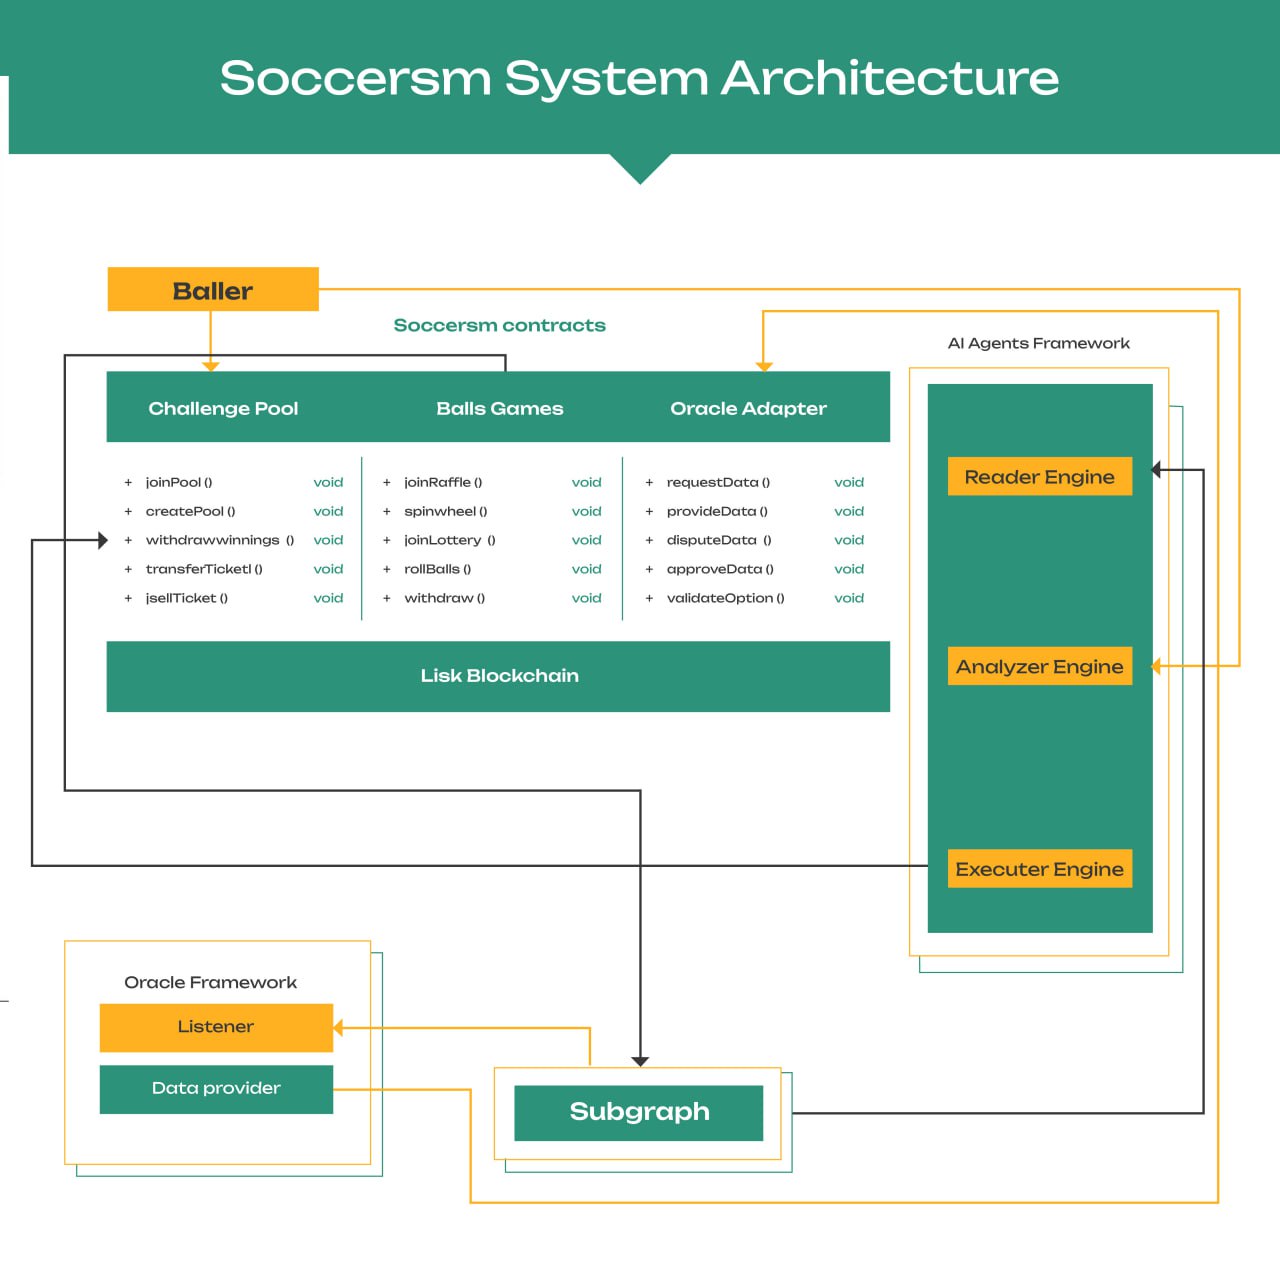 Soccersm System Architecture
Baller
Soccersm contracts
AI Agents Framework
Challenge Pool
Balls Games
Oracle Adapter
+ joinPool () void
+ createPool () void
+ withdrawwinnings () void
+ transferTicketl () void
+ jsellTicket () void
+ joinRaffle () void
+ spinwheel () void
+ joinLottery () void
+ rollBalls () void
+ withdraw () void
+ requestData () void
+ provideData () void
+ disputeData () void
+ approveData () void
+ validateOption () void
Lisk Blockchain
Reader Engine
Analyzer Engine
Executer Engine
Oracle Framework
Listener
Data provider
Subgraph